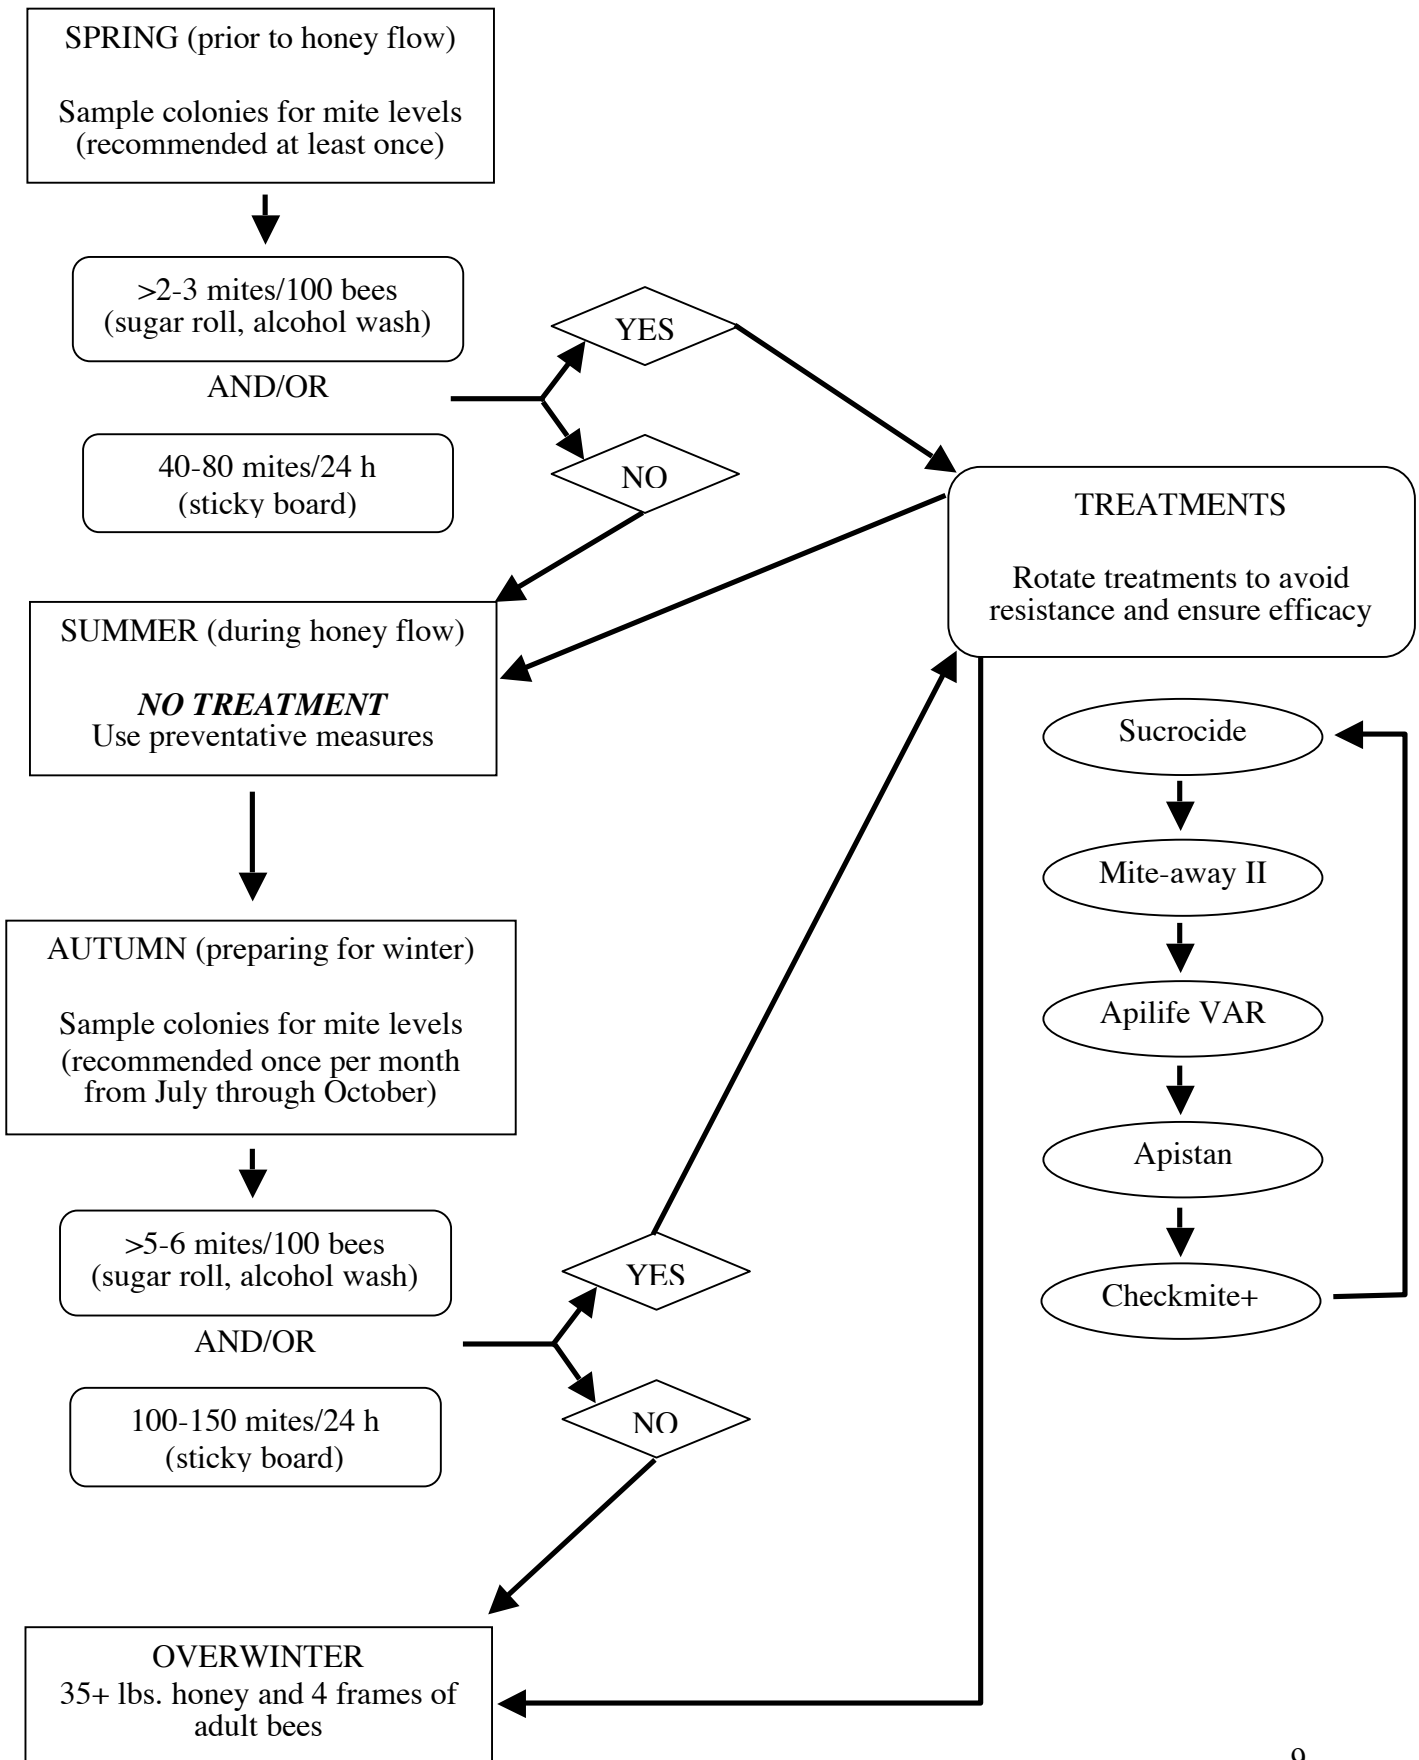 SPRING (prior to honey flow)
Sample colonies for mite levels
(recommended at least once)
>2-3 mites/100 bees
(sugar roll, alcohol wash)
AND/OR
40-80 mites/24 h
(sticky board)
YES
NO
TREATMENTS
Rotate treatments to avoid
resistance and ensure efficacy
SUMMER (during honey flow)
NO TREATMENT
Use preventative measures
Sucrocide
Mite-away II
Apilife VAR
Apistan
Checkmite+
AUTUMN (preparing for winter)
Sample colonies for mite levels
(recommended once per month
from July through October)
>5-6 mites/100 bees
(sugar roll, alcohol wash)
AND/OR
100-150 mites/24 h
(sticky board)
YES
NO
OVERWINTER
35+ lbs. honey and 4 frames of
adult bees
9